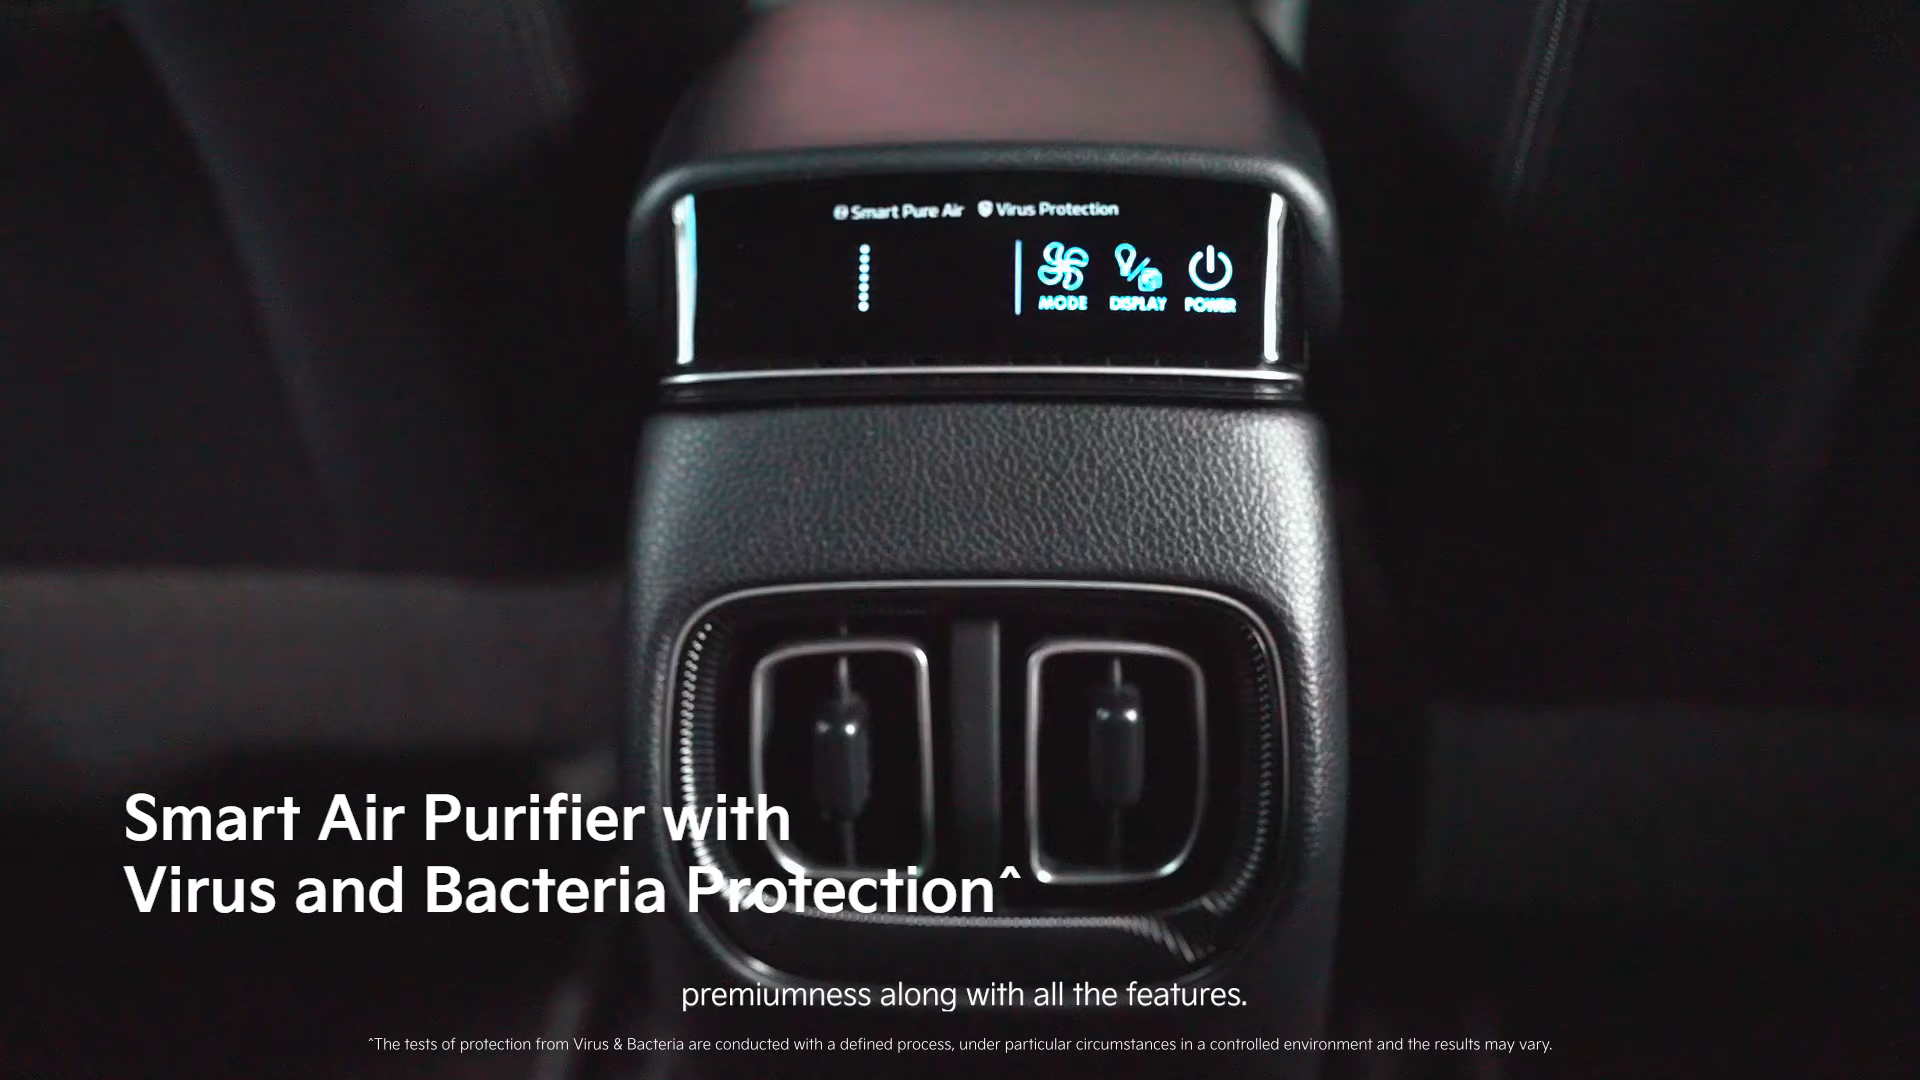 Smart Pure Air Virus Protection
MODE DISPLAY POWER
Smart Air Purifier with
Virus and Bacteria Protection^
premiumness along with all the features.
^The tests of protection from Virus & Bacteria are conducted with a defined process, under particular circumstances in a controlled environment and the results may vary.